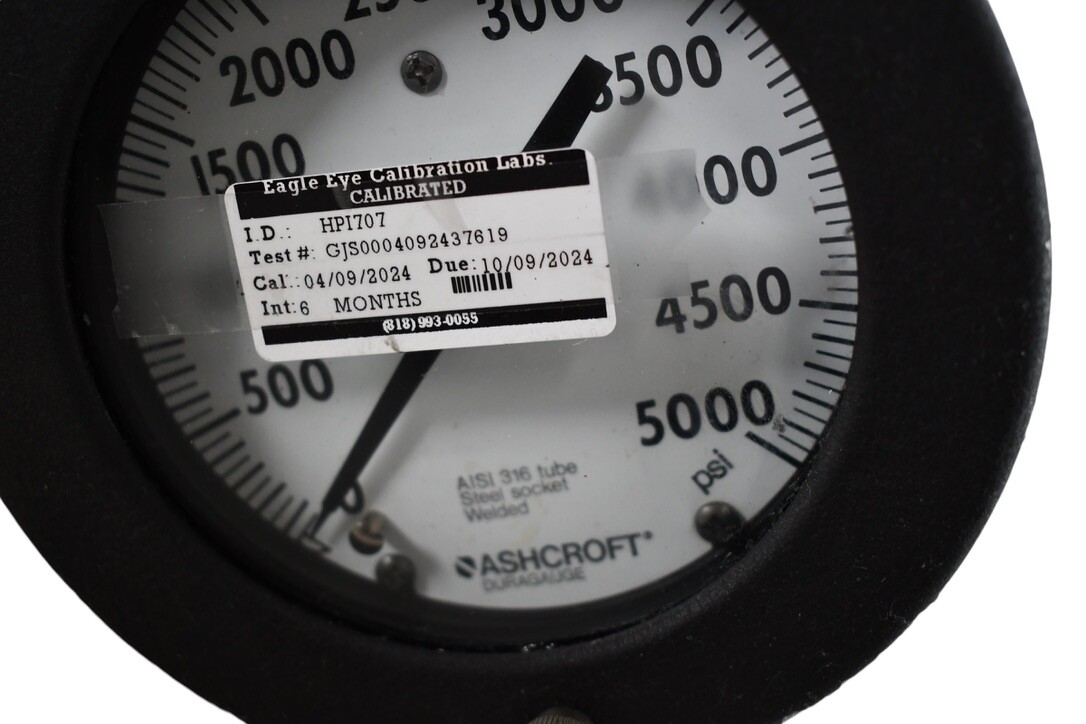 2000
3000
3500
1500
4000
Eagle Eye Calibration Labs.
CALIBRATED
I.D.: HPI707
Test #: GJS0004092437619
Cal.: 04/09/2024 Due: 10/09/2024
Int: 6 MONTHS
(818) 993-0055
4500
500
5000
psi
0
AISI 316 tube
Steel socket
Welded
ASHCROFT®
DURAGAUGE